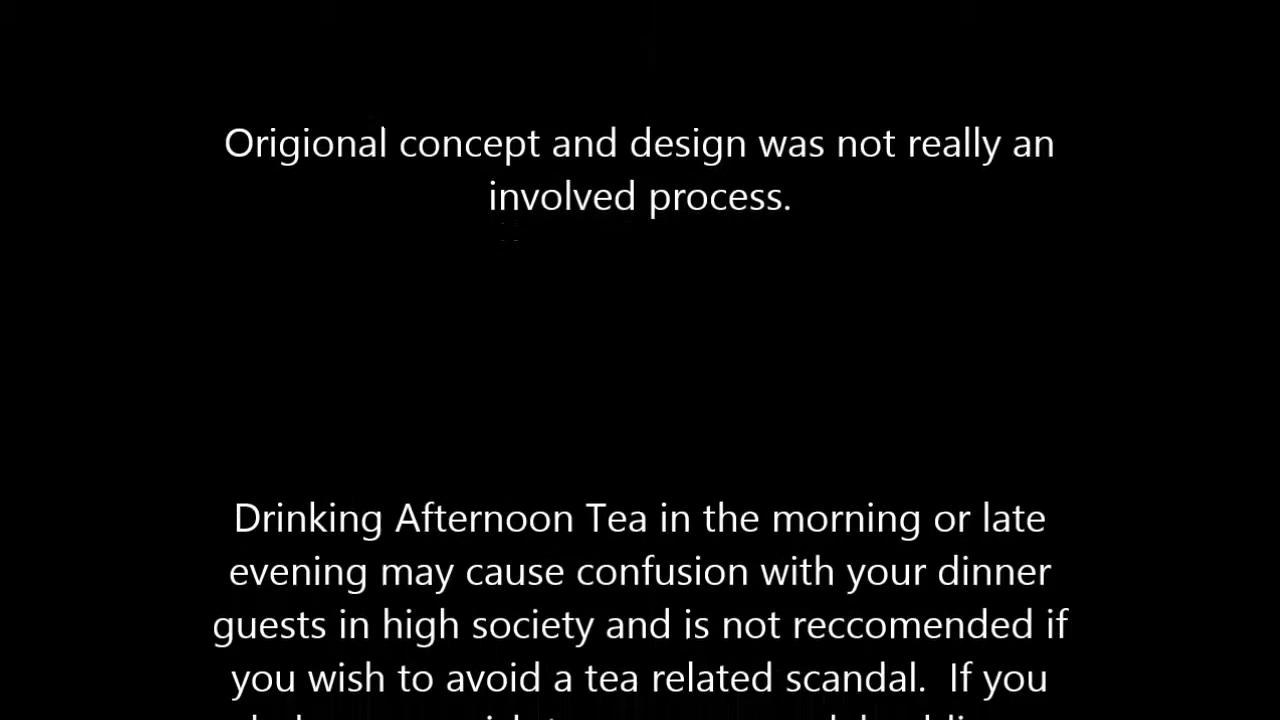 Origional concept and design was not really an
involved process.
Drinking Afternoon Tea in the morning or late
evening may cause confusion with your dinner
guests in high society and is not reccomended if
you wish to avoid a tea related scandal.  If you